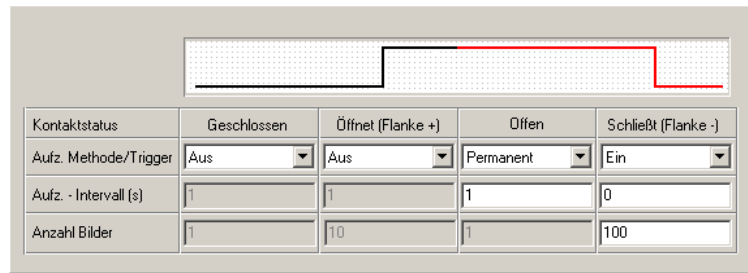 Kontaktstatus Geschlossen Öffnet (Flanke +) Offen Schließt (Flanke -)
Aufz. Methode/Trigger Aus Aus Permanent Ein
Aufz. - Intervall (s) 1 1 1 0
Anzahl Bilder 1 10 1 100